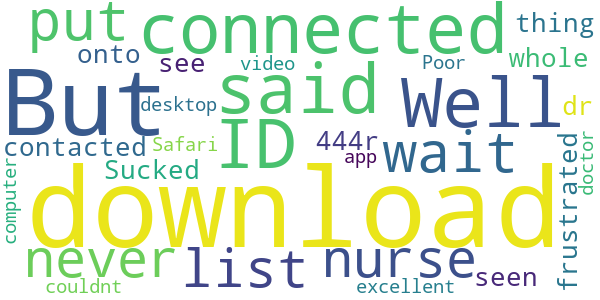 put connected thing
onto see video Poor whole
But desktop said Well dr
contacted Safari ID 444r wait
Sucked app
computer download frustrated doctor
never list nurse seen
couldnt excellent